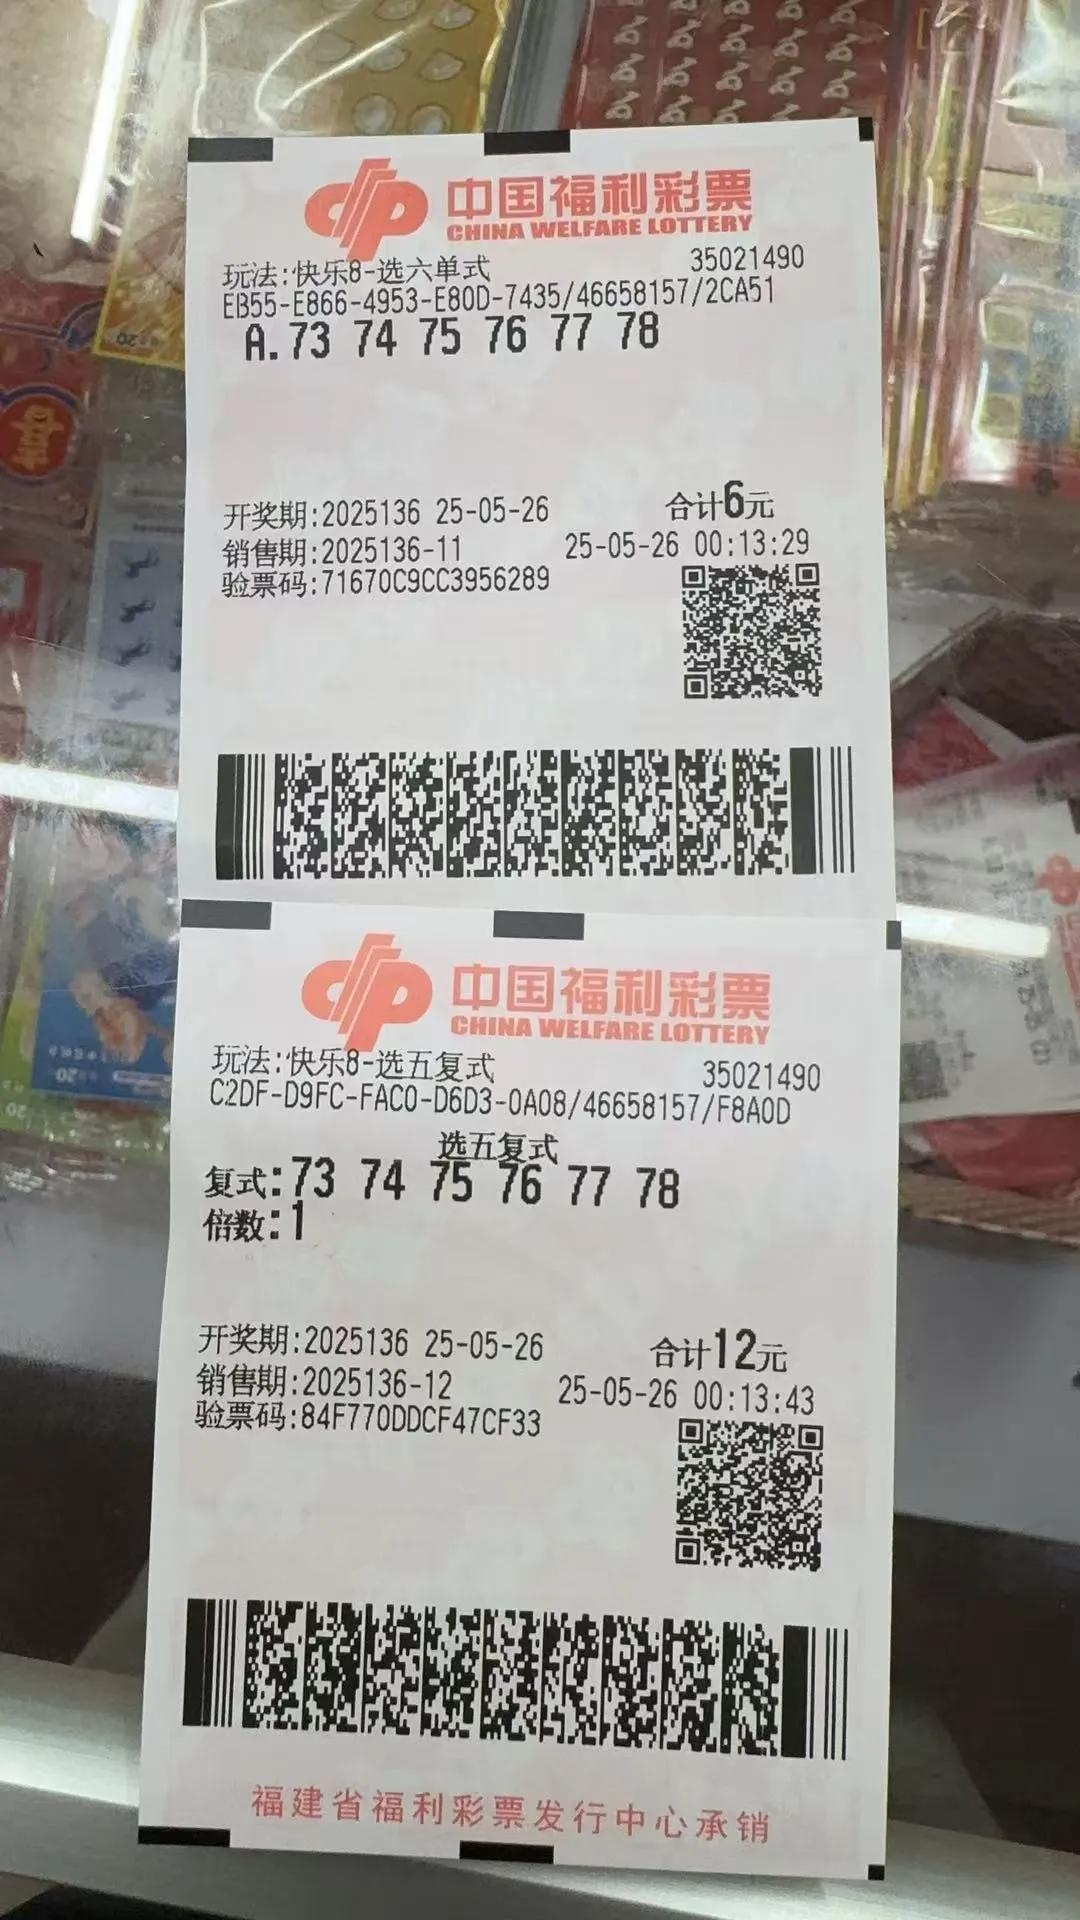 中国福利彩票
CHINA WELFARE LOTTERY
玩法:快乐8-选六单式 35021490
EB55-E866-4953-E80D-7435/46658157/2CA51
A.73 74 75 76 77 78
开奖期:2025136 25-05-26 合计6元
销售期:2025136-11 25-05-26 00:13:29
验票码:71670C9CC3956289
中国福利彩票
CHINA WELFARE LOTTERY
玩法:快乐8-选五复式 35021490
C2DF-D9FC-FAC0-D6D3-0A08/46658157/F8A0D
选五复式
复式:73 74 75 76 77 78
倍数:1
开奖期:2025136 25-05-26 合计12元
销售期:2025136-12 25-05-26 00:13:43
验票码:84F770DDCF47CF33
福建省福利彩票发行中心承销